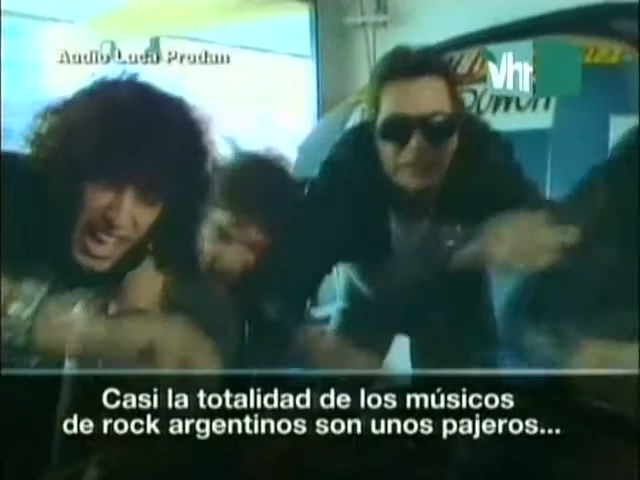 Audio Luca Prodan
Vh1
Casi la totalidad de los músicos
de rock argentinos son unos pajeros...